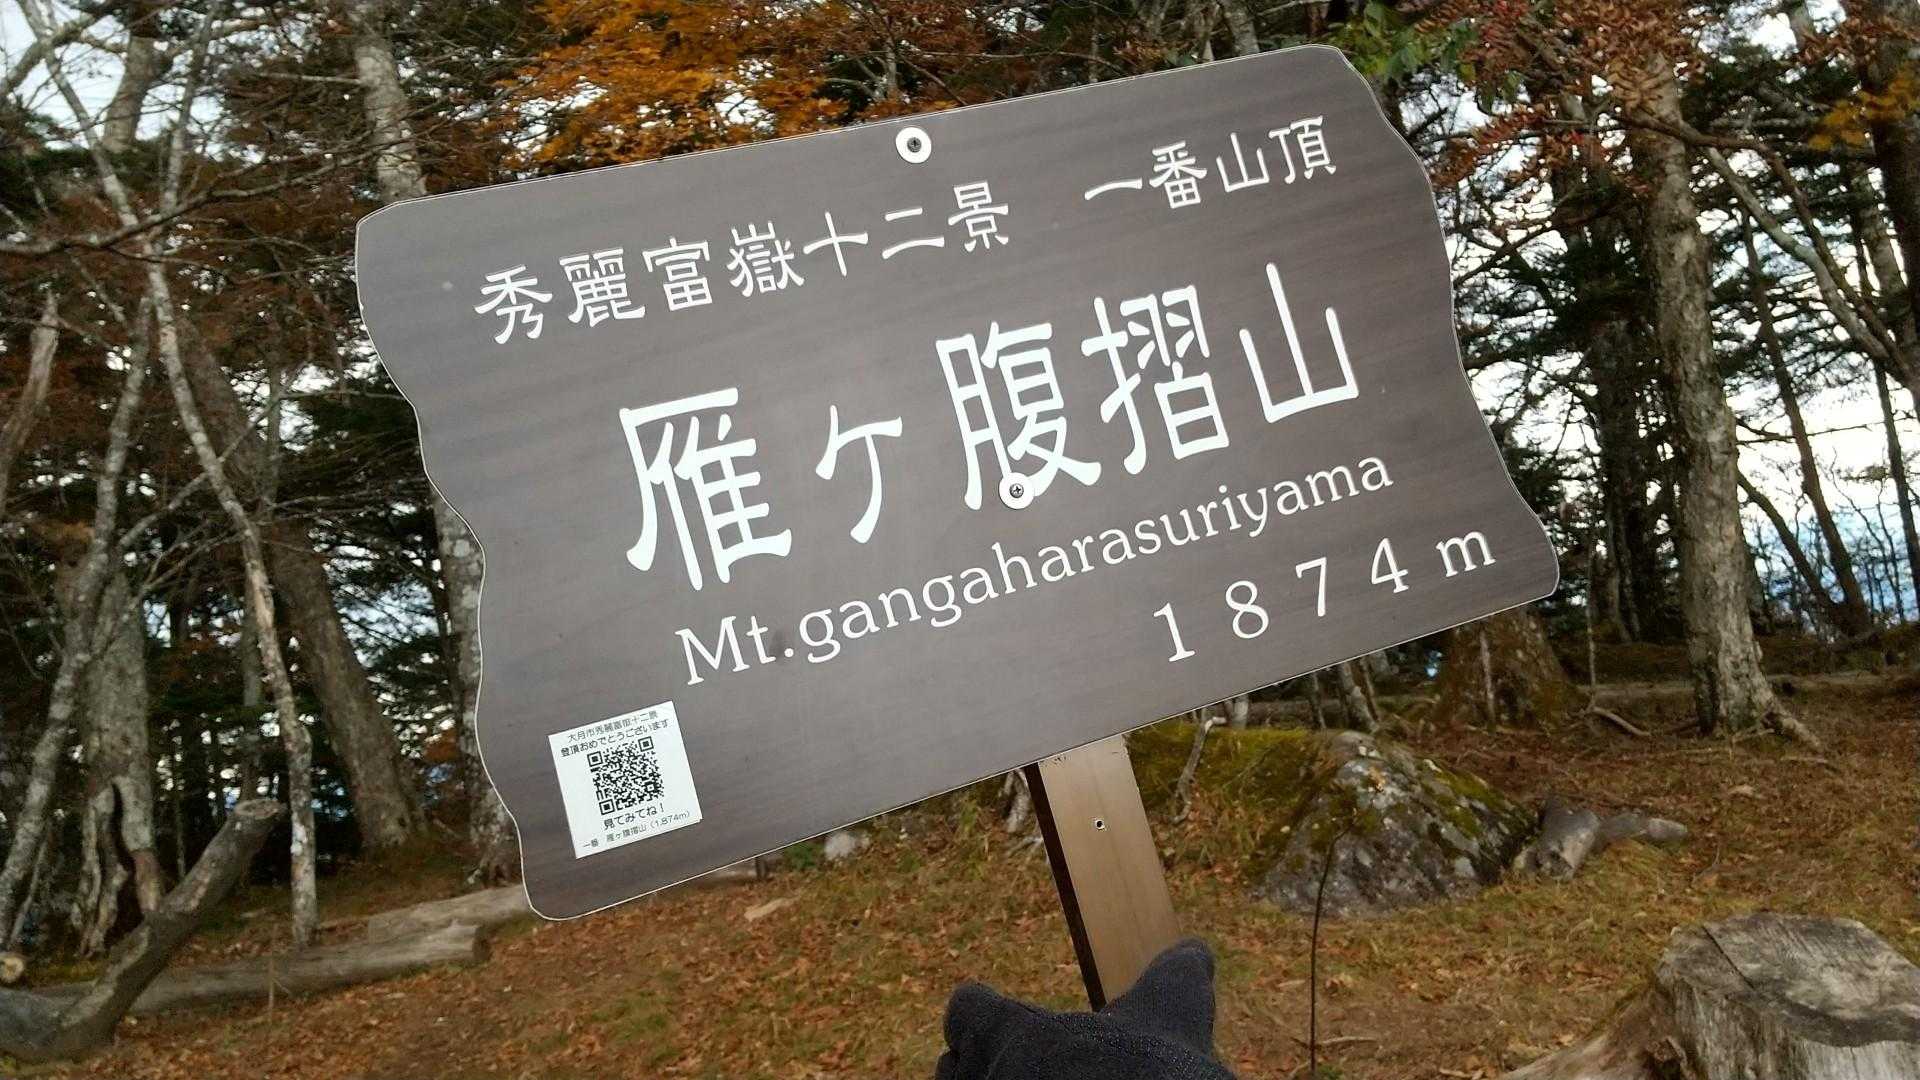 秀麗富嶽十二景　一番山頂
雁ヶ腹摺山
Mt.gangaharasuriyama
1874m
大月市秀麗富嶽十二景
登頂おめでとうございます
見てみてね!
一番 雁ヶ腹摺山(1,874m)